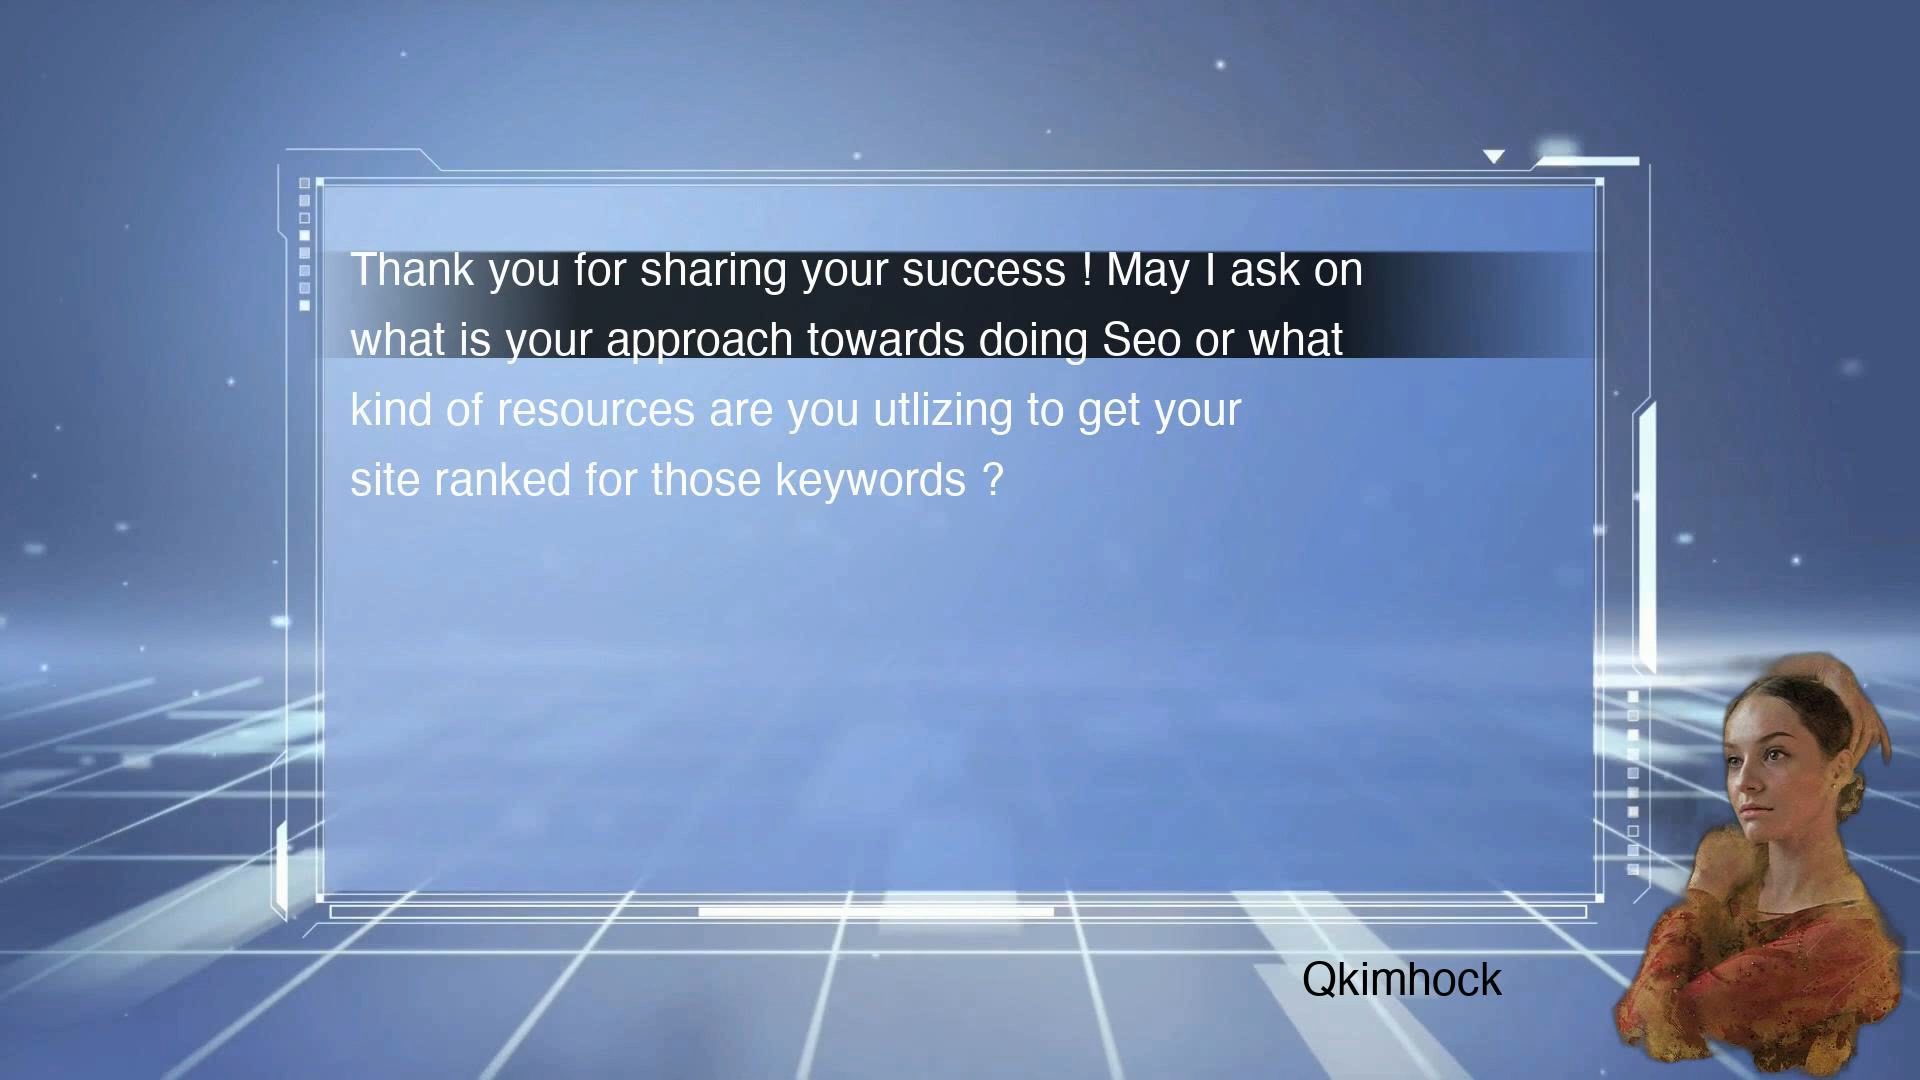 Thank you for sharing your success ! May I ask on
what is your approach towards doing Seo or what
kind of resources are you utlizing to get your
site ranked for those keywords ?
Qkimhock